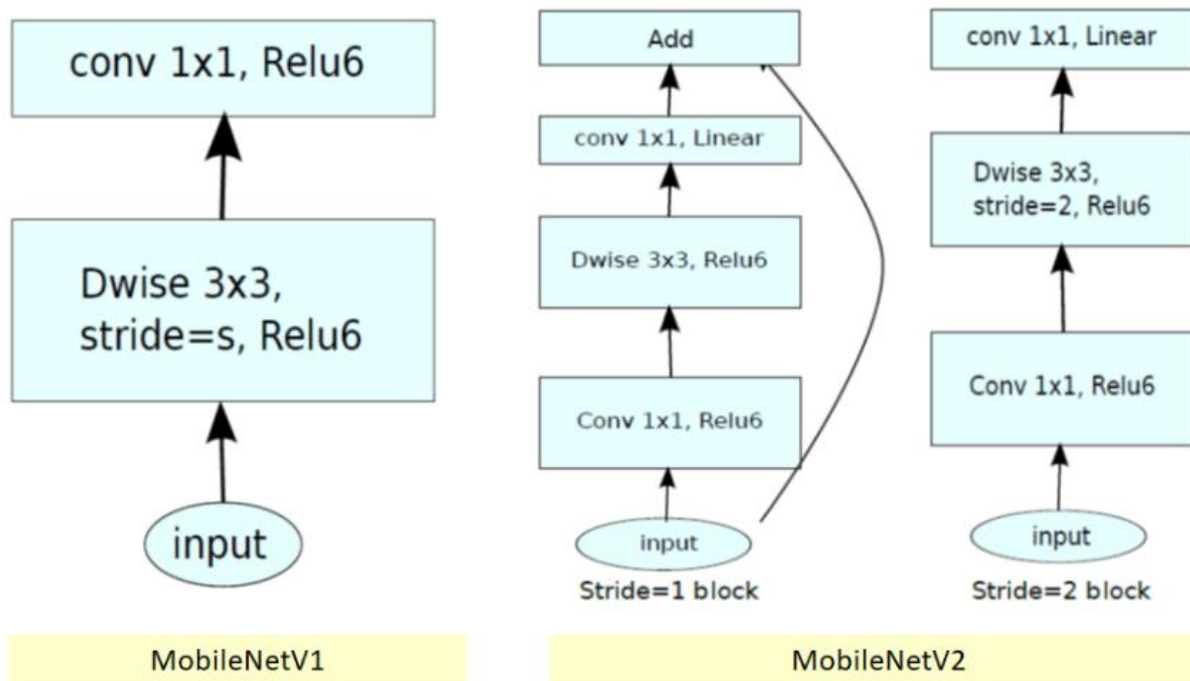 conv 1x1, Relu6
Dwise 3x3,
stride=s, Relu6
input
MobileNetV1
Add
conv 1x1, Linear
Dwise 3x3, Relu6
Conv 1x1, Relu6
input
Stride=1 block
conv 1x1, Linear
Dwise 3x3,
stride=2, Relu6
Conv 1x1, Relu6
input
Stride=2 block
MobileNetV2